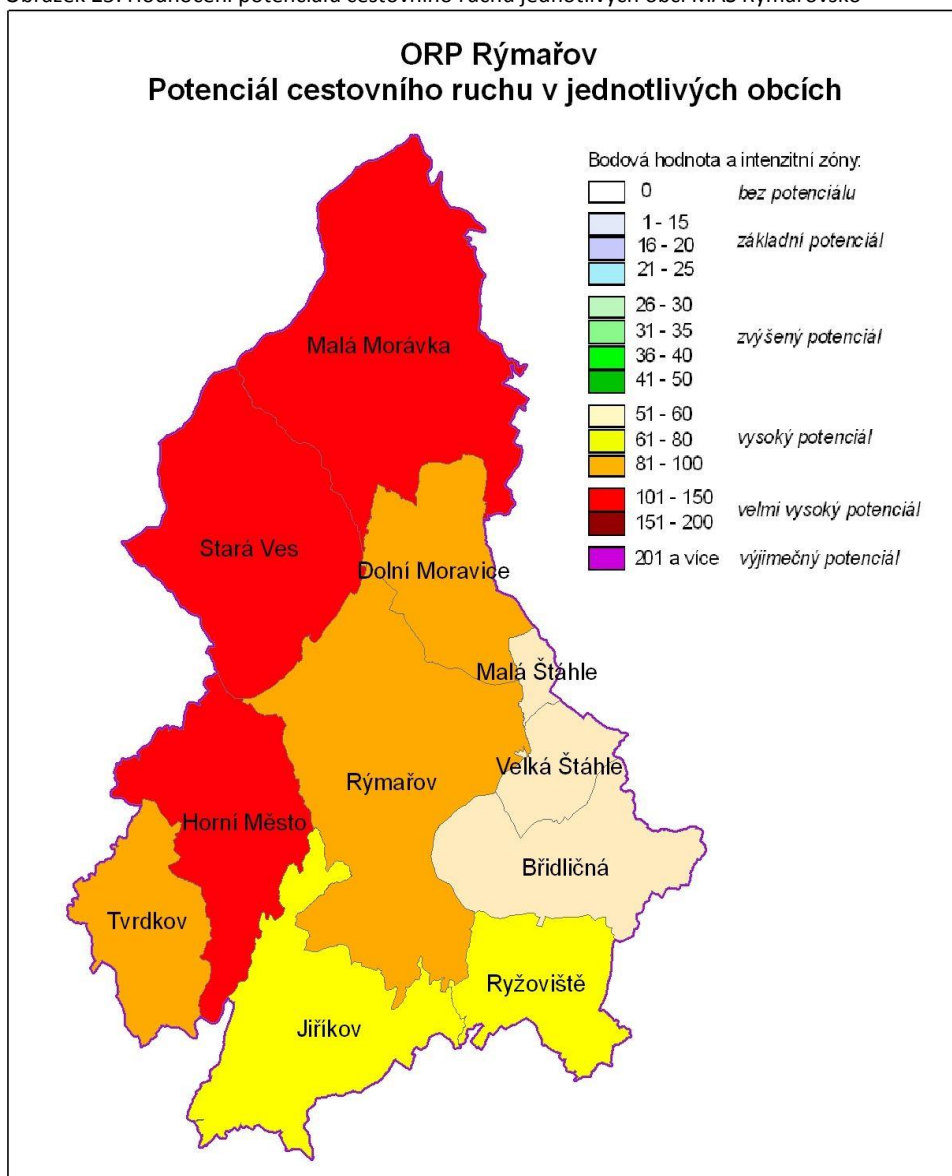 Obrázek 25: Hodnocení potenciálu cestovního ruchu jednotlivých obcí MAS Rýmařovsko
ORP Rýmařov
Potenciál cestovního ruchu v jednotlivých obcích
Bodová hodnota a intenzitní zóny:
0 bez potenciálu
1 - 15
16 - 20 základní potenciál
21 - 25
26 - 30
31 - 35 zvýšený potenciál
36 - 40
41 - 50
51 - 60
61 - 80 vysoký potenciál
81 - 100
101 - 150 velmi vysoký potenciál
151 - 200
201 a více výjimečný potenciál
Malá Morávka
Stará Ves
Dolní Moravice
Malá Štáhle
Velká Štáhle
Rýmařov
Horní Město
Břidličná
Tvrdkov
Ryžoviště
Jiříkov